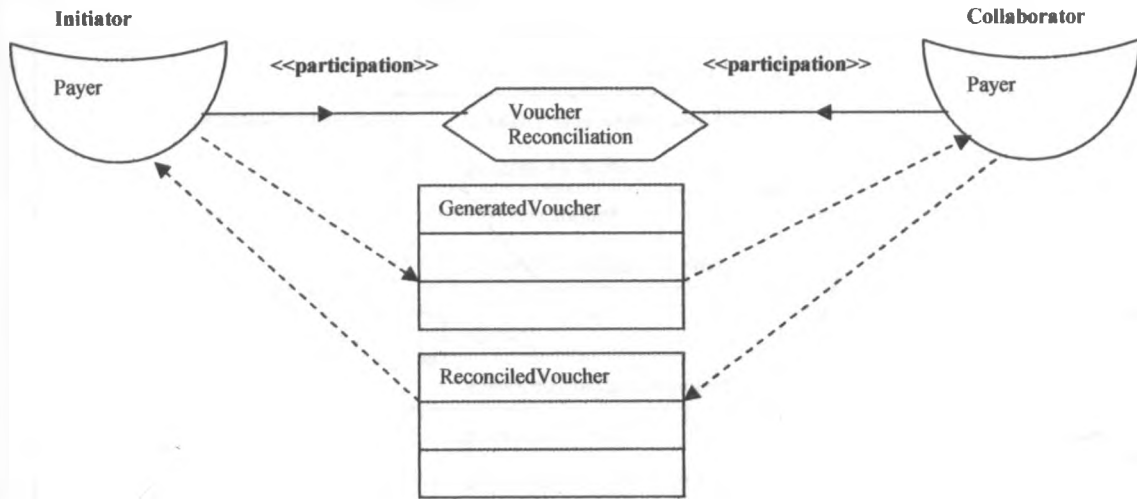 Initiator
Collaborator
<<participation>>
<<participation>>
Payer
Payer
Voucher
Reconciliation
GeneratedVoucher
ReconciledVoucher